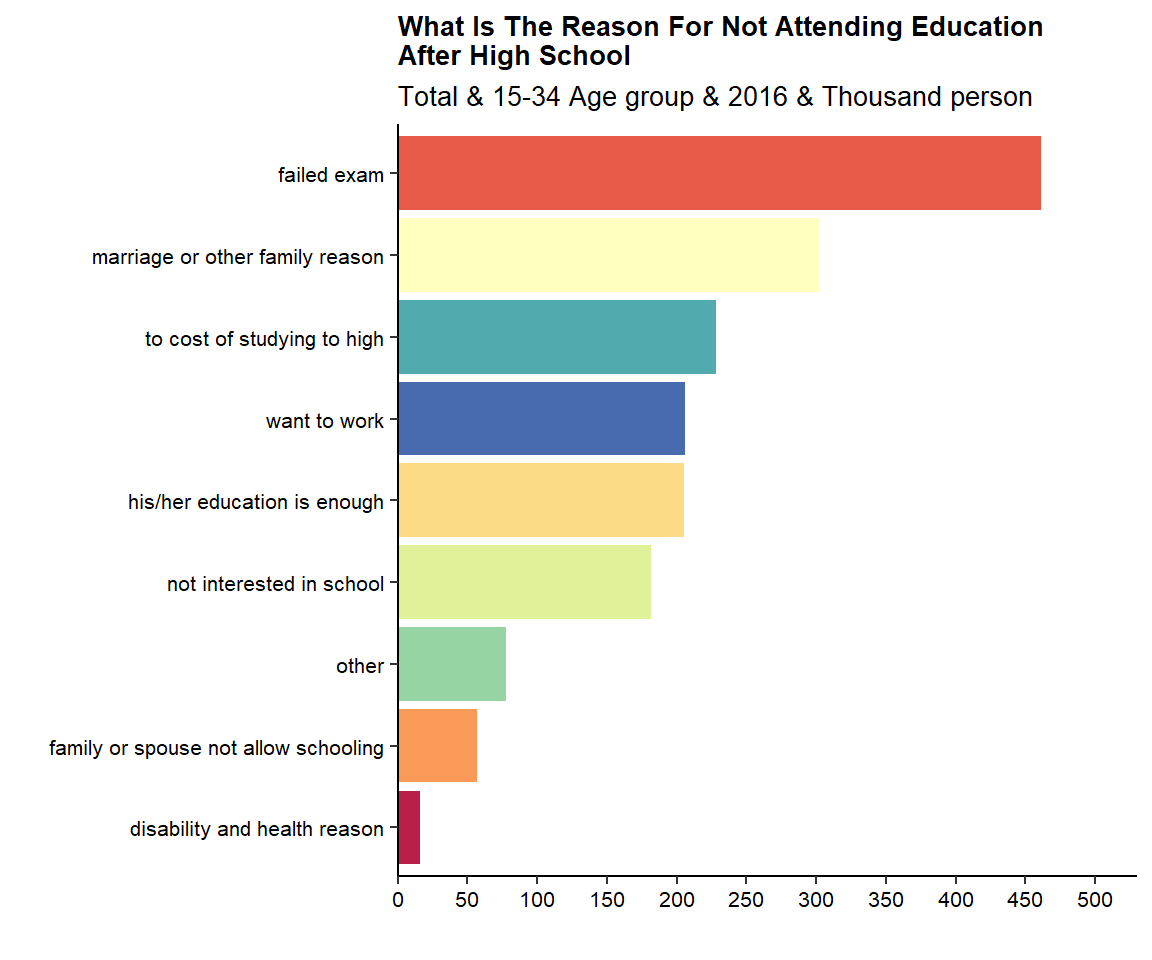 What Is The Reason For Not Attending Education
After High School
Total & 15-34 Age group & 2016 & Thousand person
failed exam
marriage or other family reason
to cost of studying to high
want to work
his/her education is enough
not interested in school
other
family or spouse not allow schooling
disability and health reason
0 50 100 150 200 250 300 350 400 450 500